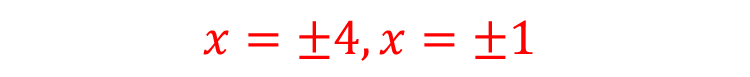 x = ±4, x = ±1